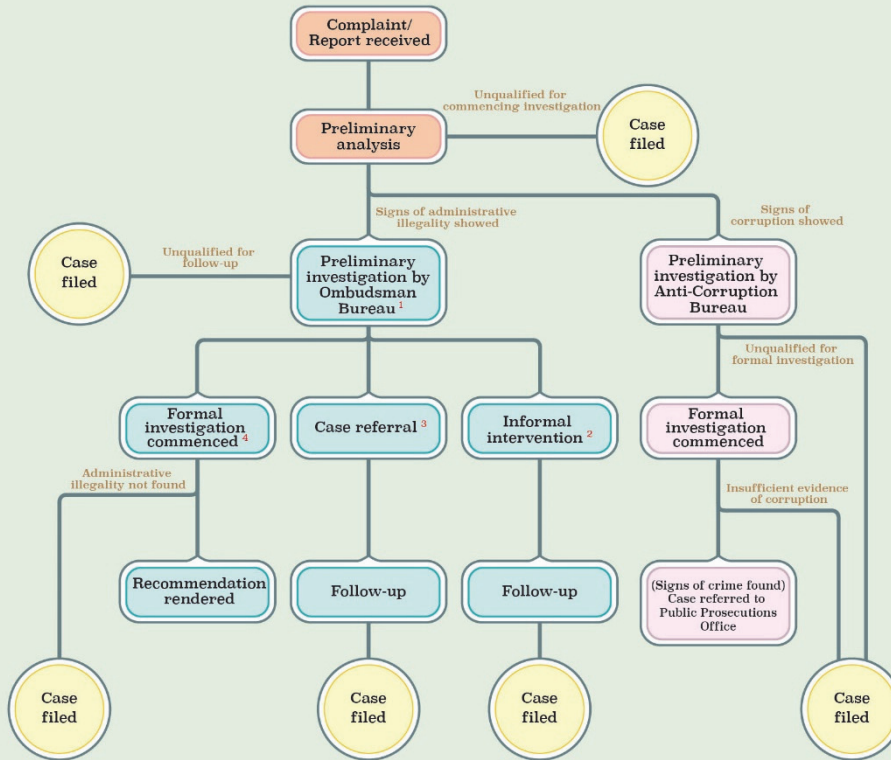 Complaint/
Report received
Unqualified for
commencing investigation
Preliminary
analysis
Case
filed
Signs of administrative
illegality showed
Signs of
corruption showed
Case
filed
Unqualified for
follow-up
Preliminary
investigation by
Ombudsman
Bureau 1
Preliminary
investigation by
Anti-Corruption
Bureau
Unqualified for
formal investigation
Formal
investigation
commenced 4
Case referral 3
Informal
intervention 2
Formal
investigation
commenced
Administrative
illegality not found
Insufficient evidence
of corruption
Recommendation
rendered
Follow-up
Follow-up
(Signs of crime found)
Case referred to
Public Prosecutions
Office
Case
filed
Case
filed
Case
filed
Case
filed